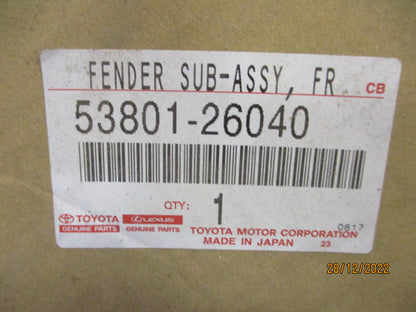 FENDER SUB-ASSY, FR CB
53801-26040
QTY: 1
TOYOTA LEXUS 0617
GENUINE PARTS GENUINE PARTS TOYOTA MOTOR CORPORATION
MADE IN JAPAN 23
29/12/2022